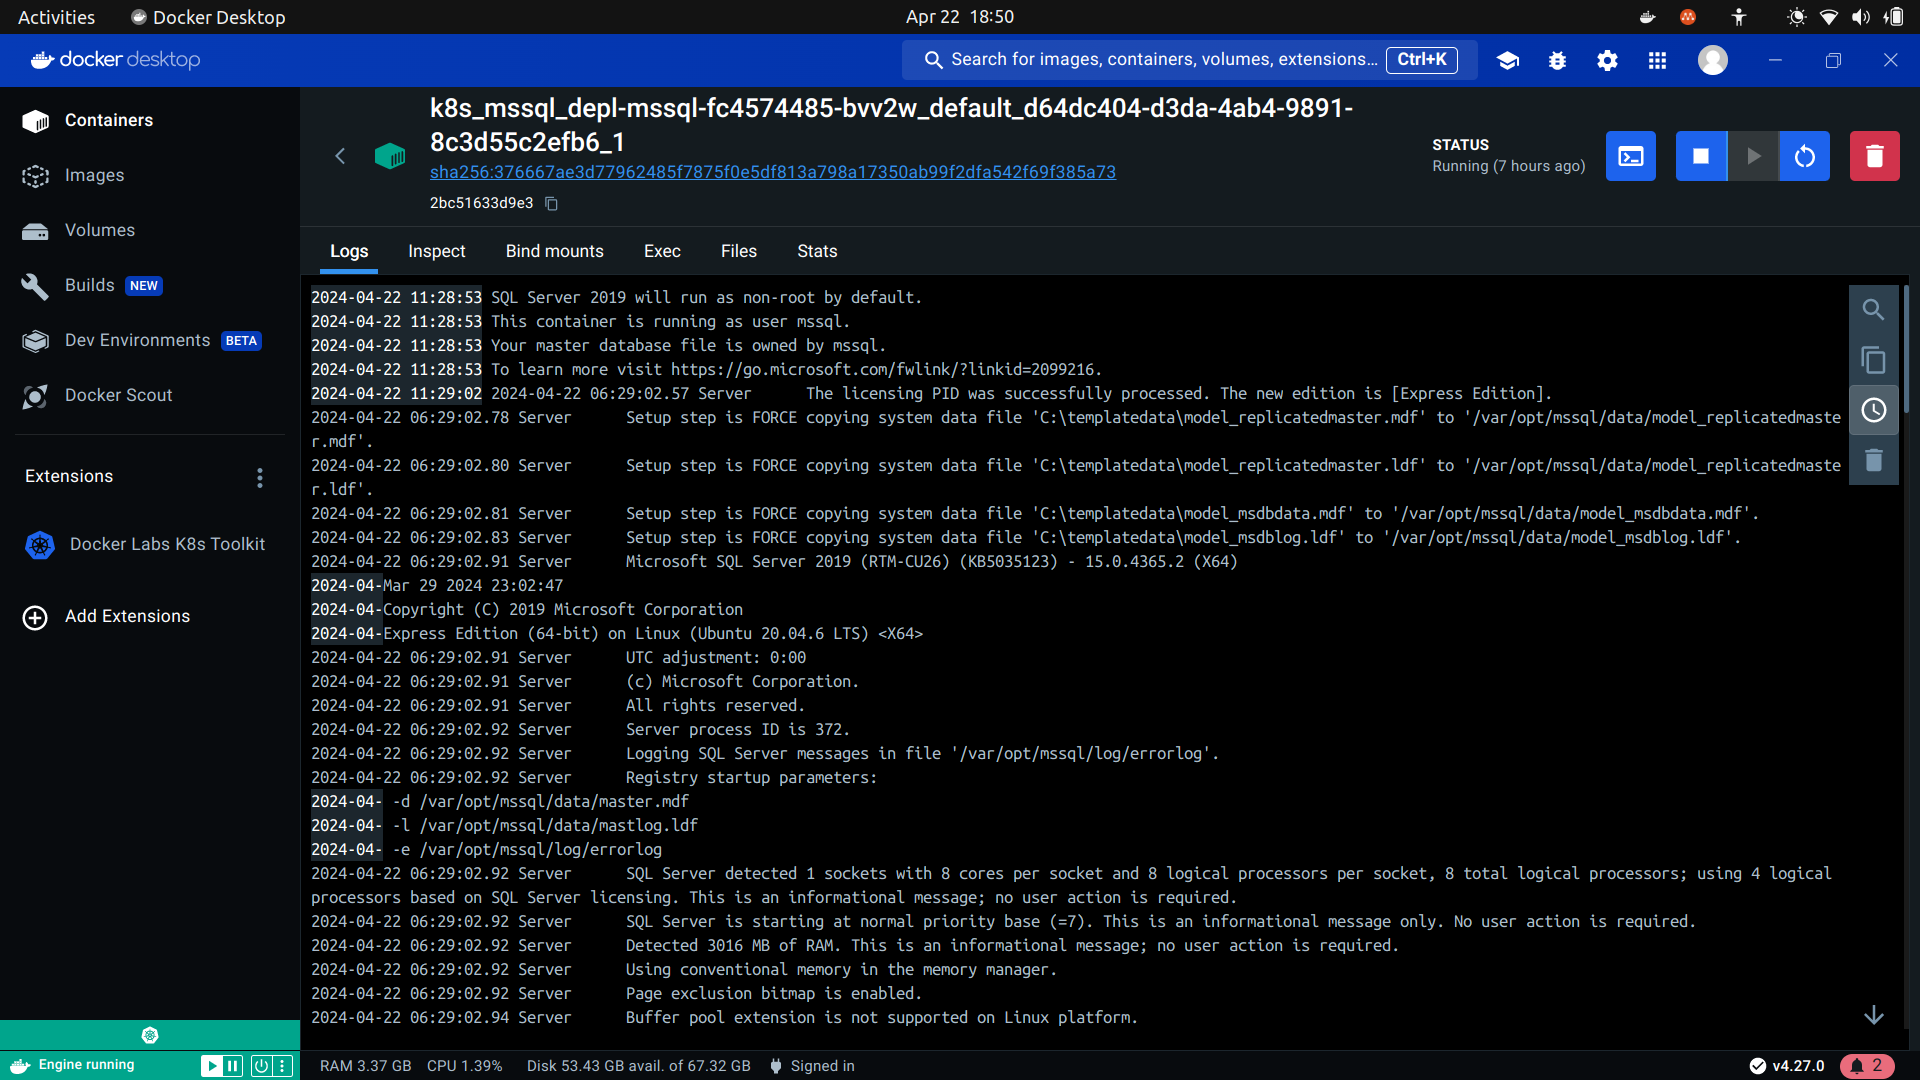 Activities
Docker Desktop
Apr 22 18:50
docker desktop
Search for images, containers, volumes, extensions...
Ctrl+K
Containers
Images
Volumes
Builds NEW
Dev Environments BETA
Docker Scout
Extensions
Docker Labs K8s Toolkit
Add Extensions
k8s_mssql_depl-mssql-fc4574485-bvv2w_default_d64dc404-d3da-4ab4-9891-
8c3d55c2efb6_1
sha256:376667ae3d77962485f7875f0e5df813a798a17350ab99f2dfa542f69f385a73
2bc51633d9e3
STATUS
Running (7 hours ago)
Logs Inspect Bind mounts Exec Files Stats
2024-04-22 11:28:53 SQL Server 2019 will run as non-root by default.
2024-04-22 11:28:53 This container is running as user mssql.
2024-04-22 11:28:53 Your master database file is owned by mssql.
2024-04-22 11:28:53 To learn more visit https://go.microsoft.com/fwlink/?linkid=2099216.
2024-04-22 11:29:02 2024-04-22 06:29:02.57 Server The licensing PID was successfully processed. The new edition is [Express Edition].
2024-04-22 06:29:02.78 Server Setup step is FORCE copying system data file 'C:\templatedata\model_replicatedmaster.mdf' to '/var/opt/mssql/data/model_replicatedmaste
r.mdf'.
2024-04-22 06:29:02.80 Server Setup step is FORCE copying system data file 'C:\templatedata\model_replicatedmaster.ldf' to '/var/opt/mssql/data/model_replicatedmaste
r.ldf'.
2024-04-22 06:29:02.81 Server Setup step is FORCE copying system data file 'C:\templatedata\model_msdbdata.mdf' to '/var/opt/mssql/data/model_msdbdata.mdf'.
2024-04-22 06:29:02.83 Server Setup step is FORCE copying system data file 'C:\templatedata\model_msdblog.ldf' to '/var/opt/mssql/data/model_msdblog.ldf'.
2024-04-22 06:29:02.91 Server Microsoft SQL Server 2019 (RTM-CU26) (KB5035123) - 15.0.4365.2 (X64)
2024-04-Mar 29 2024 23:02:47
2024-04-Copyright (C) 2019 Microsoft Corporation
2024-04-Express Edition (64-bit) on Linux (Ubuntu 20.04.6 LTS) <X64>
2024-04-22 06:29:02.91 Server UTC adjustment: 0:00
2024-04-22 06:29:02.91 Server (c) Microsoft Corporation.
2024-04-22 06:29:02.91 Server All rights reserved.
2024-04-22 06:29:02.92 Server Server process ID is 372.
2024-04-22 06:29:02.92 Server Logging SQL Server messages in file '/var/opt/mssql/log/errorlog'.
2024-04-22 06:29:02.92 Server Registry startup parameters:
2024-04- -d /var/opt/mssql/data/master.mdf
2024-04- -l /var/opt/mssql/data/mastlog.ldf
2024-04- -e /var/opt/mssql/log/errorlog
2024-04-22 06:29:02.92 Server SQL Server detected 1 sockets with 8 cores per socket and 8 logical processors per socket, 8 total logical processors; using 4 logical
processors based on SQL Server licensing. This is an informational message; no user action is required.
2024-04-22 06:29:02.92 Server SQL Server is starting at normal priority base (=7). This is an informational message only. No user action is required.
2024-04-22 06:29:02.92 Server Detected 3016 MB of RAM. This is an informational message; no user action is required.
2024-04-22 06:29:02.92 Server Using conventional memory in the memory manager.
2024-04-22 06:29:02.92 Server Page exclusion bitmap is enabled.
2024-04-22 06:29:02.94 Server Buffer pool extension is not supported on Linux platform.
Engine running
RAM 3.37 GB CPU 1.39% Disk 53.43 GB avail. of 67.32 GB Signed in
v4.27.0
2